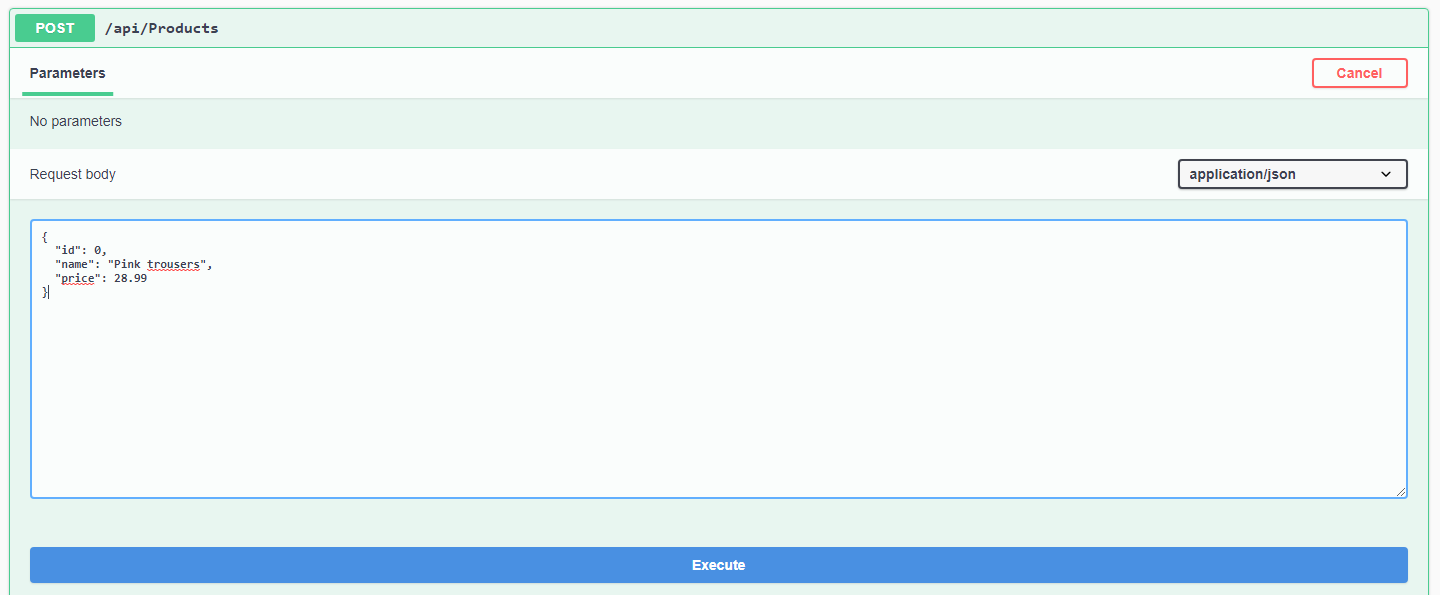 POST /api/Products
Parameters Cancel
No parameters
Request body application/json
{
  "id": 0,
  "name": "Pink trousers",
  "price": 28.99
}
Execute